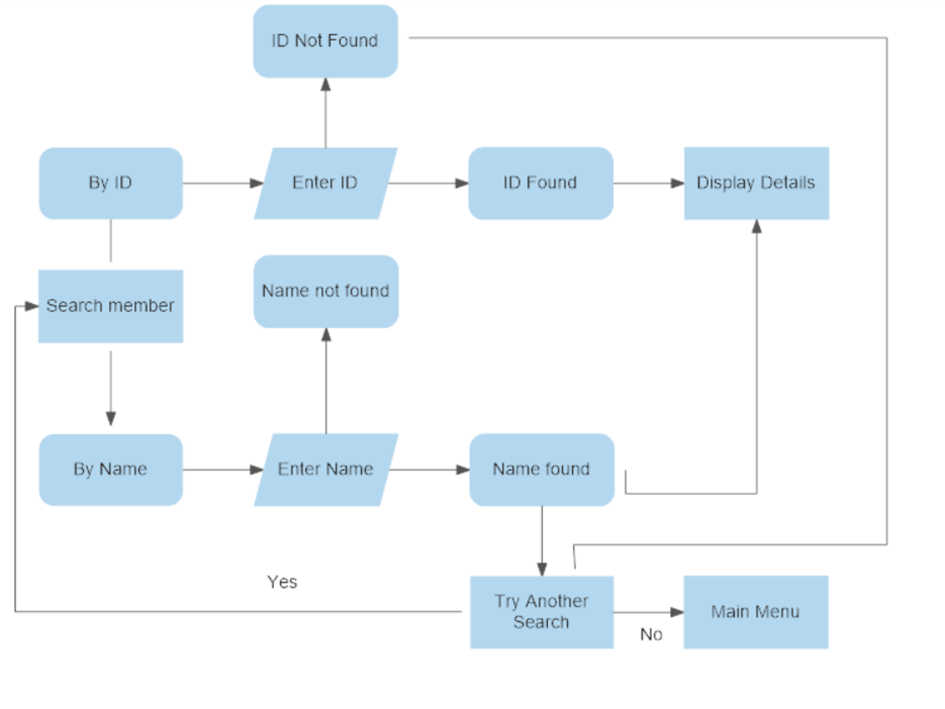 ID Not Found
By ID
Enter ID
ID Found
Display Details
Name not found
Search member
By Name
Enter Name
Name found
Yes
Try Another
Search
Main Menu
No